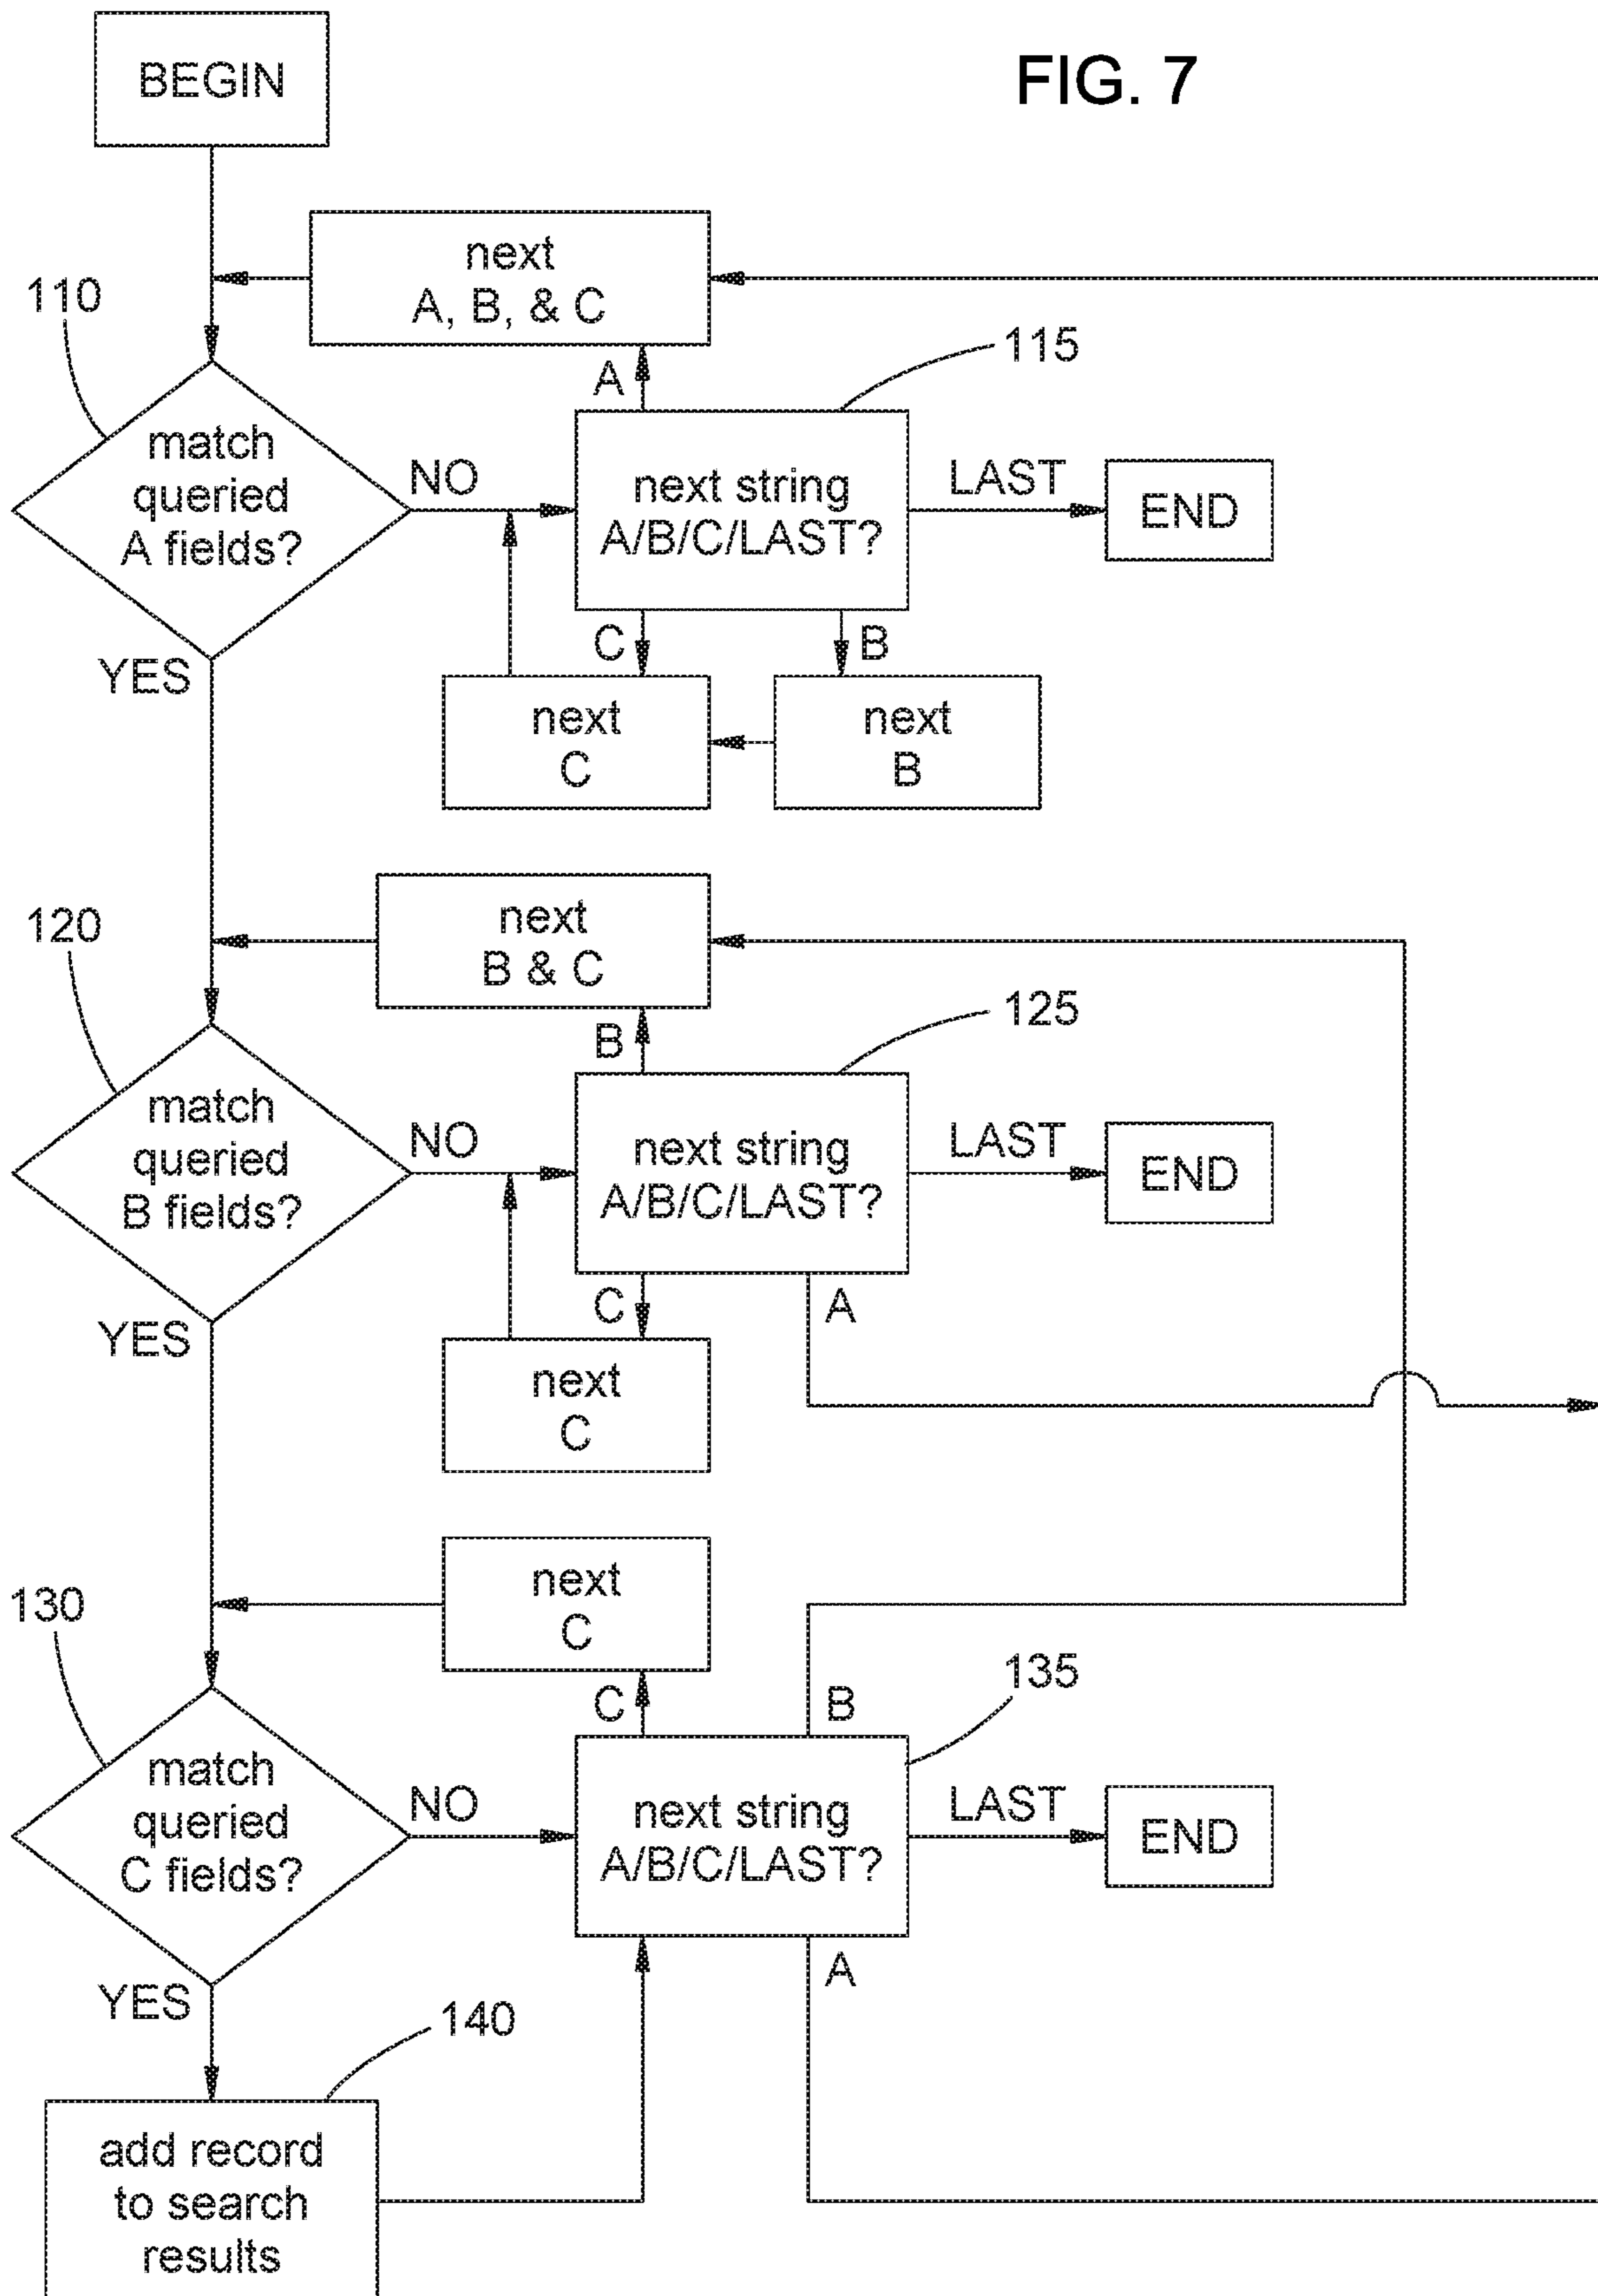 BEGIN
FIG. 7
next
A, B, & C
110
115
A
match
queried
A fields?
NO
next string
A/B/C/LAST?
LAST
END
C
B
YES
next
C
next
B
120
next
B & C
125
B
match
queried
B fields?
NO
next string
A/B/C/LAST?
LAST
END
C
A
YES
next
C
130
next
C
135
C
B
match
queried
C fields?
NO
next string
A/B/C/LAST?
LAST
END
A
YES
140
add record
to search
results